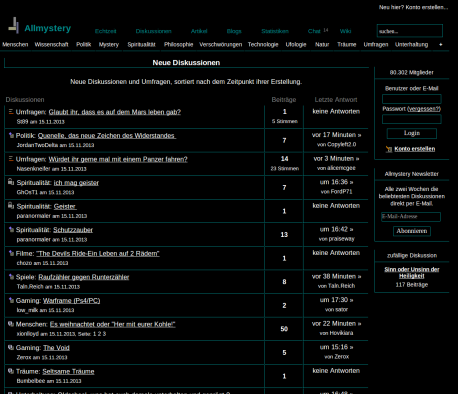 Neu hier? Konto erstellen...
Allmystery
Echtzeit Diskussionen Artikel Blogs Statistiken Chat 14 Wiki
suchen...
Menschen Wissenschaft Politik Mystery Spiritualität Philosophie Verschwörungen Technologie Ufologie Natur Träume Umfragen Unterhaltung +
Neue Diskussionen
Neue Diskussionen und Umfragen, sortiert nach dem Zeitpunkt ihrer Erstellung.
Diskussionen Beiträge Letzte Antwort
Umfragen: Glaubt ihr, dass es auf dem Mars leben gab? 1 keine Antworten
St89 am 15.11.2013 5 Stimmen
Politik: Quenelle, das neue Zeichen des Widerstandes 7 vor 17 Minuten »
JordanTwoDelta am 15.11.2013 von Copyleft2.0
Umfragen: Würdet ihr gerne mal mit einem Panzer fahren? 14 vor 3 Minuten »
Nasenkneifer am 15.11.2013 23 Stimmen von alicemcgee
Spiritualität: ich mag geister 7 um 16:36 »
GhOsT1 am 15.11.2013 von FordP71
Spiritualität: Geister 1 keine Antworten
paranormaler am 15.11.2013
Spiritualität: Schutzzauber 13 um 16:42 »
paranormaler am 15.11.2013 von praiseway
Filme: "The Devils Ride-Ein Leben auf 2 Rädern" 1 keine Antworten
chozo am 15.11.2013
Spiele: Raufzähler gegen Runterzähler 8 vor 38 Minuten »
Taln.Reich am 15.11.2013 von Taln.Reich
Gaming: Warframe (Ps4/PC) 2 um 17:30 »
low_milk am 15.11.2013 von sator
Menschen: Es weihnachtet oder "Her mit eurer Kohle!" 50 vor 22 Minuten »
xionlloyd am 15.11.2013, Seite: 1 2 3 von Hoviklara
Gaming: The Void 5 um 15:16 »
Zerox am 15.11.2013 von Zerox
Träume: Seltsame Träume 1 keine Antworten
Bumbelbee am 15.11.2013
80.302 Mitglieder
Benutzer oder E-Mail
Passwort (vergessen?)
Login
Konto erstellen
Allmystery Newsletter
Alle zwei Wochen die
beliebtesten Diskussionen
direkt per E-Mail.
E-Mail-Adresse
Abonnieren
zufällige Diskussion
Sinn oder Unsinn der
Heiligkeit
117 Beiträge